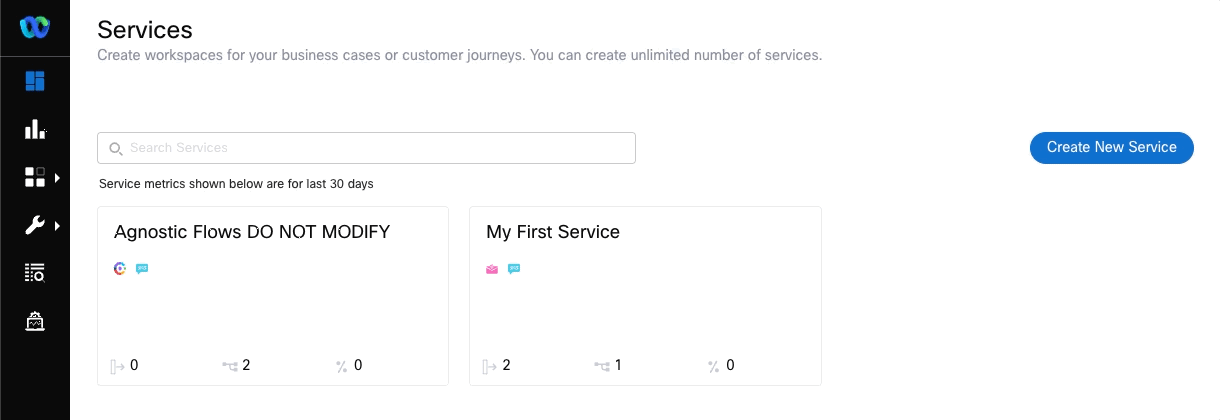 Services
Create workspaces for your business cases or customer journeys. You can create unlimited number of services.
Search Services
Create New Service
Service metrics shown below are for last 30 days
Agnostic Flows DO NOT MODIFY
My First Service
0 2 0
2 1 0